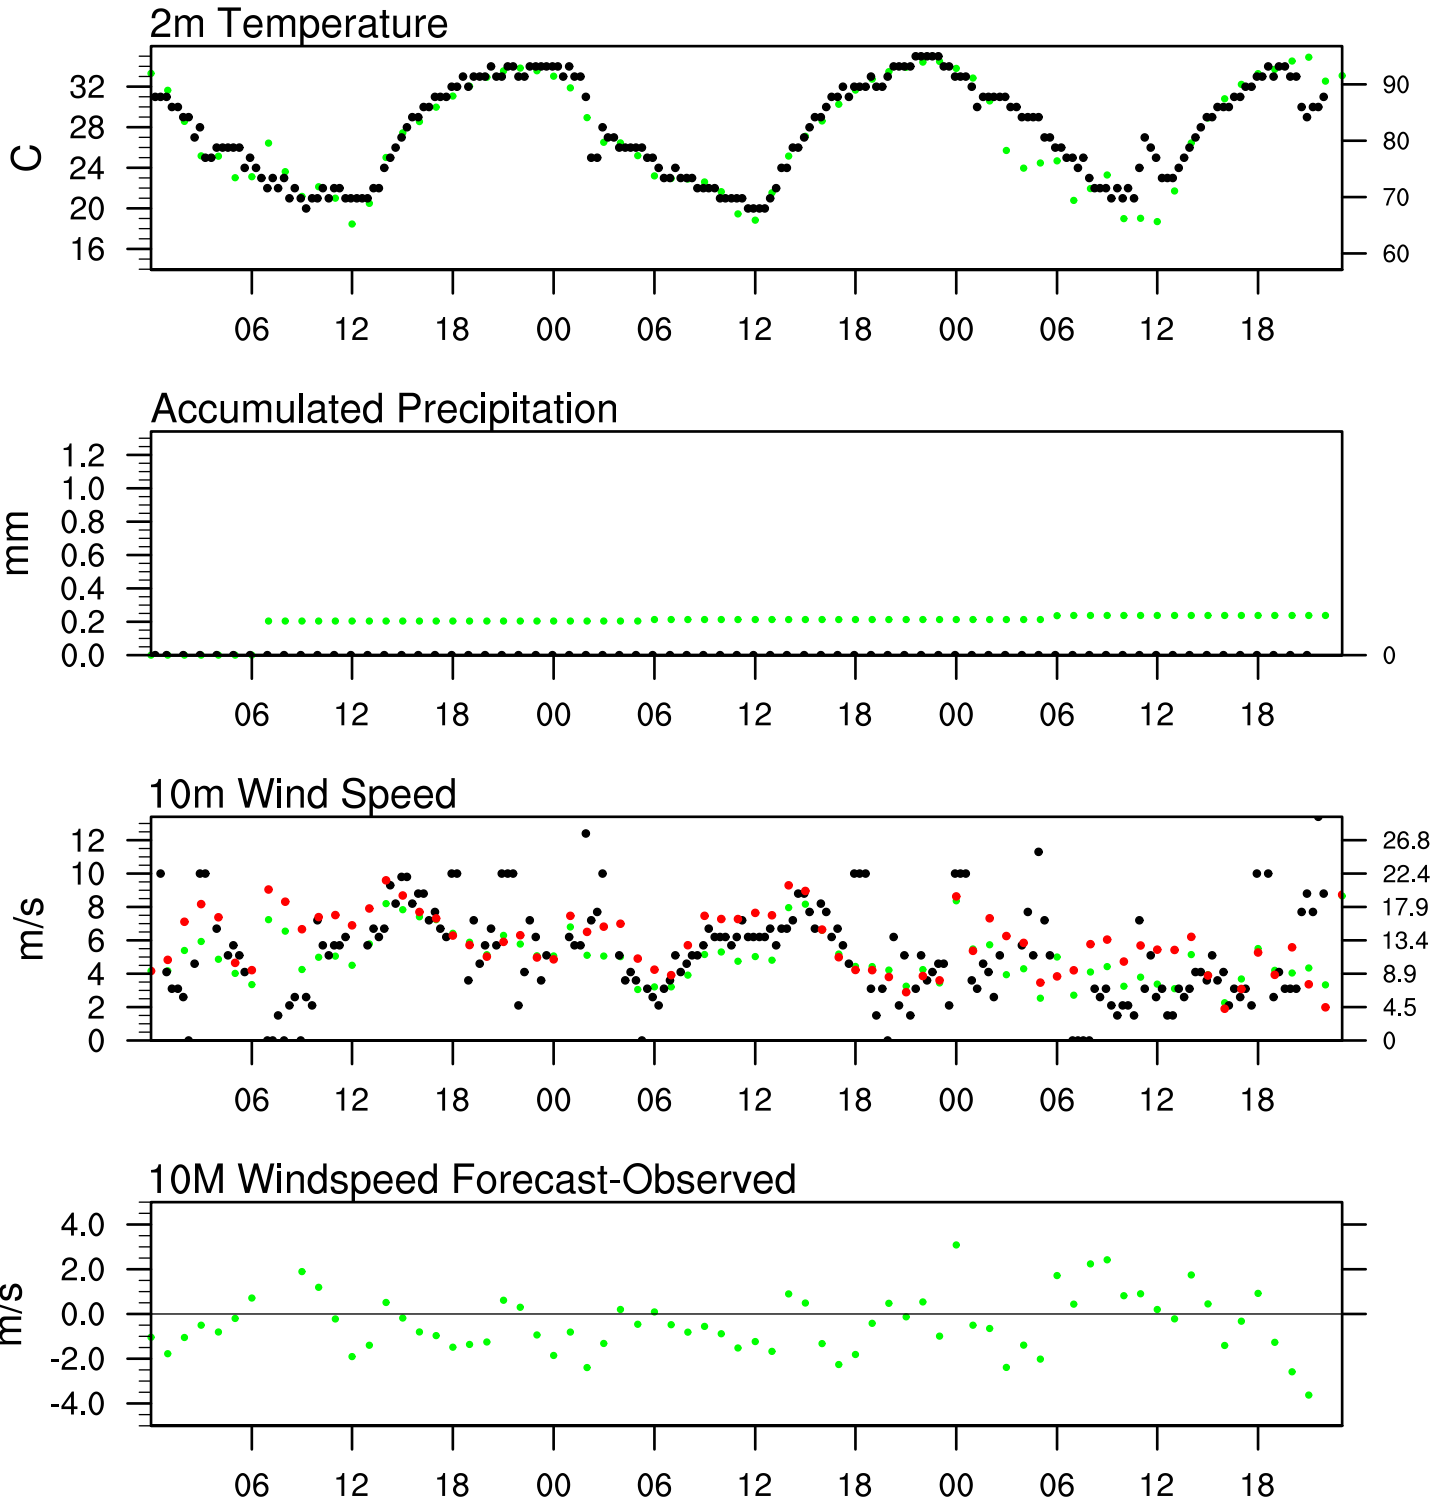 2m Temperature
32 90
28
80
24
C
20 70
16 60
06 12 18 00 06 12 18 00 06 12 18
Accumulated Precipitation
1.2
1.0
0.8
mm
0.6
0.4
0.2
0.0 0
06 12 18 00 06 12 18 00 06 12 18
10m Wind Speed
12 26.8
10 22.4
8 17.9
m/s
6 13.4
4 8.9
2 4.5
0 0
06 12 18 00 06 12 18 00 06 12 18
10M Windspeed Forecast-Observed
4.0
2.0
0.0
m/s
-2.0
-4.0
06 12 18 00 06 12 18 00 06 12 18